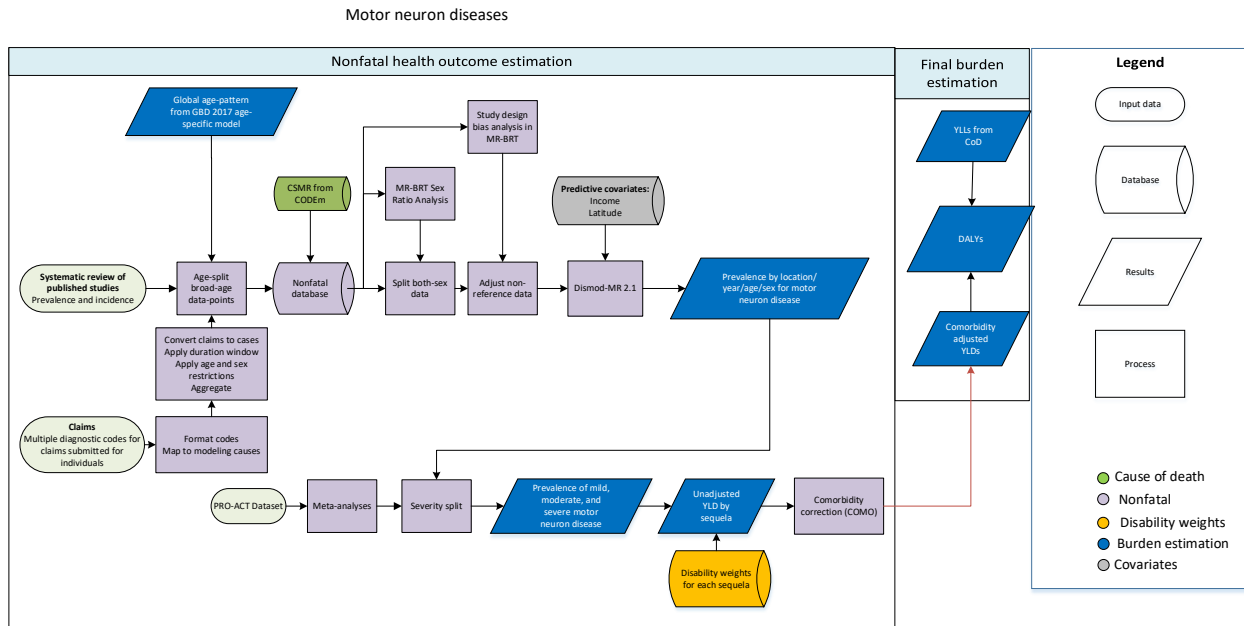 Motor neuron diseases
Nonfatal health outcome estimation
Global age-pattern
from GBD 2017 age-
specific model
Study design
bias analysis in
MR-BRT
CSMR from
CODEm
MR-BRT Sex
Ratio Analysis
Predictive covariates:
Income
Latitude
Systematic review of
published studies
Prevalence and incidence
Age-split
broad-age
data-points
Nonfatal
database
Split both-sex
data
Adjust non-
reference data
Dismod-MR 2.1
Prevalence by location/
year/age/sex for motor
neuron disease
Convert claims to cases
Apply duration window
Apply age and sex
restrictions
Aggregate
Claims
Multiple diagnostic codes for
claims submitted for
individuals
Format codes
Map to modeling causes
PRO-ACT Dataset
Meta-analyses
Severity split
Prevalence of mild,
moderate, and
severe motor
neuron disease
Unadjusted
YLD by
sequela
Comorbidity
correction (COMO)
Disability weights
for each sequela
Final burden
estimation
YLLs from
CoD
DALYs
Comorbidity
adjusted
YLDs
Legend
Input data
Database
Results
Process
Cause of death
Nonfatal
Disability weights
Burden estimation
Covariates